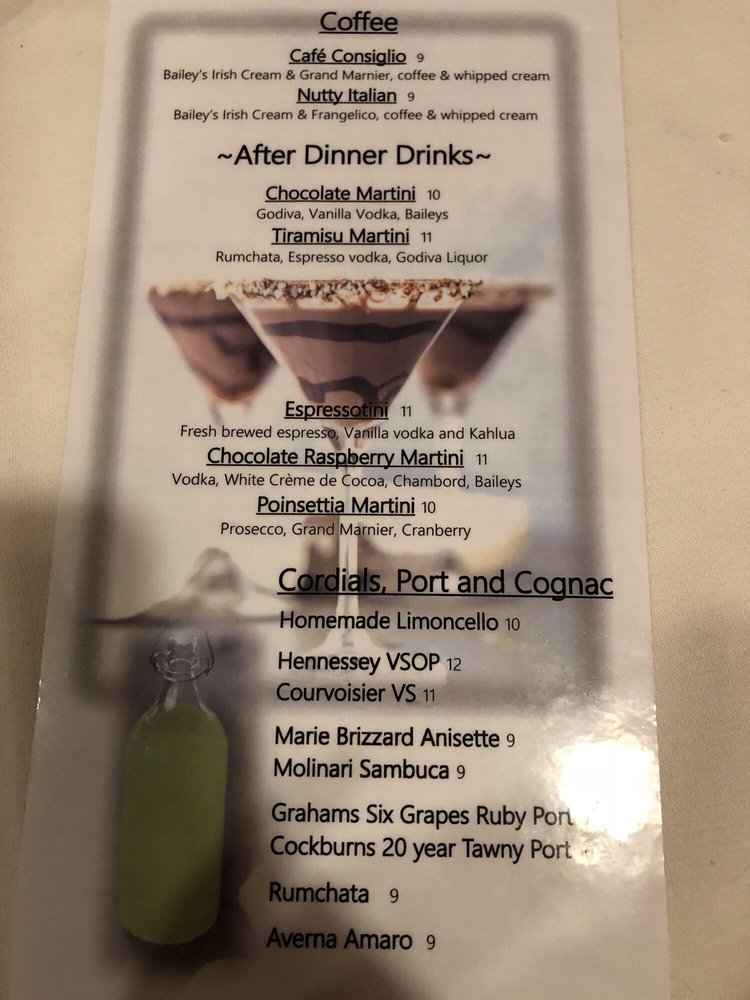 Coffee
Café Consiglio 9
Bailey's Irish Cream & Grand Marnier, coffee & whipped cream
Nutty Italian 9
Bailey's Irish Cream & Frangelico, coffee & whipped cream
~After Dinner Drinks~
Chocolate Martini 10
Godiva, Vanilla Vodka, Baileys
Tiramisu Martini 11
Rumchata, Espresso vodka, Godiva Liquor
Espressotini 11
Fresh brewed espresso, Vanilla vodka and Kahlua
Chocolate Raspberry Martini 11
Vodka, White Crème de Cocoa, Chambord, Baileys
Poinsettia Martini 10
Prosecco, Grand Marnier, Cranberry
Cordials, Port and Cognac
Homemade Limoncello 10
Hennessey VSOP 12
Courvoisier VS 11
Marie Brizzard Anisette 9
Molinari Sambuca 9
Grahams Six Grapes Ruby Port
Cockburns 20 year Tawny Port
Rumchata 9
Averna Amaro 9